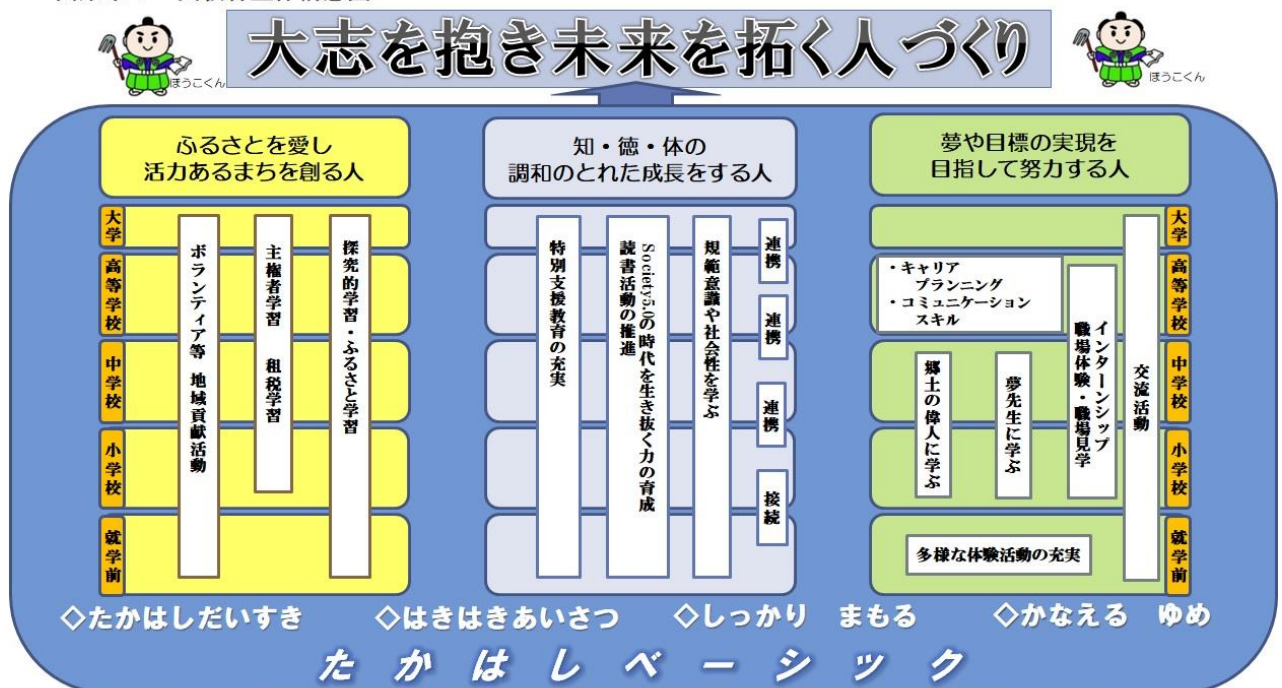 大志を抱き未来を拓く人づくり
ほうこくん
ほうこくん
ふるさとを愛し
活力あるまちを創る人
知・徳・体の
調和のとれた成長をする人
夢や目標の実現を
目指して努力する人
大学
高等学校
中学校
小学校
就学前
ボランティア等 地域貢献活動
主権者学習 租税学習
探究的学習・ふるさと学習
特別支援教育の充実
Society5.0の時代を生き抜く力の育成
読書活動の推進
規範意識や社会性を学ぶ
連携
連携
連携
接続
・キャリア
プランニング
・コミュニケーション
スキル
郷土の偉人に学ぶ
夢先生に学ぶ
インターンシップ
職場体験・職場見学
交流活動
多様な体験活動の充実
大学
高等学校
中学校
小学校
就学前
◇たかはしだいすき ◇はきはきあいさつ ◇しっかり まもる ◇かなえる ゆめ
たかはしベーシック